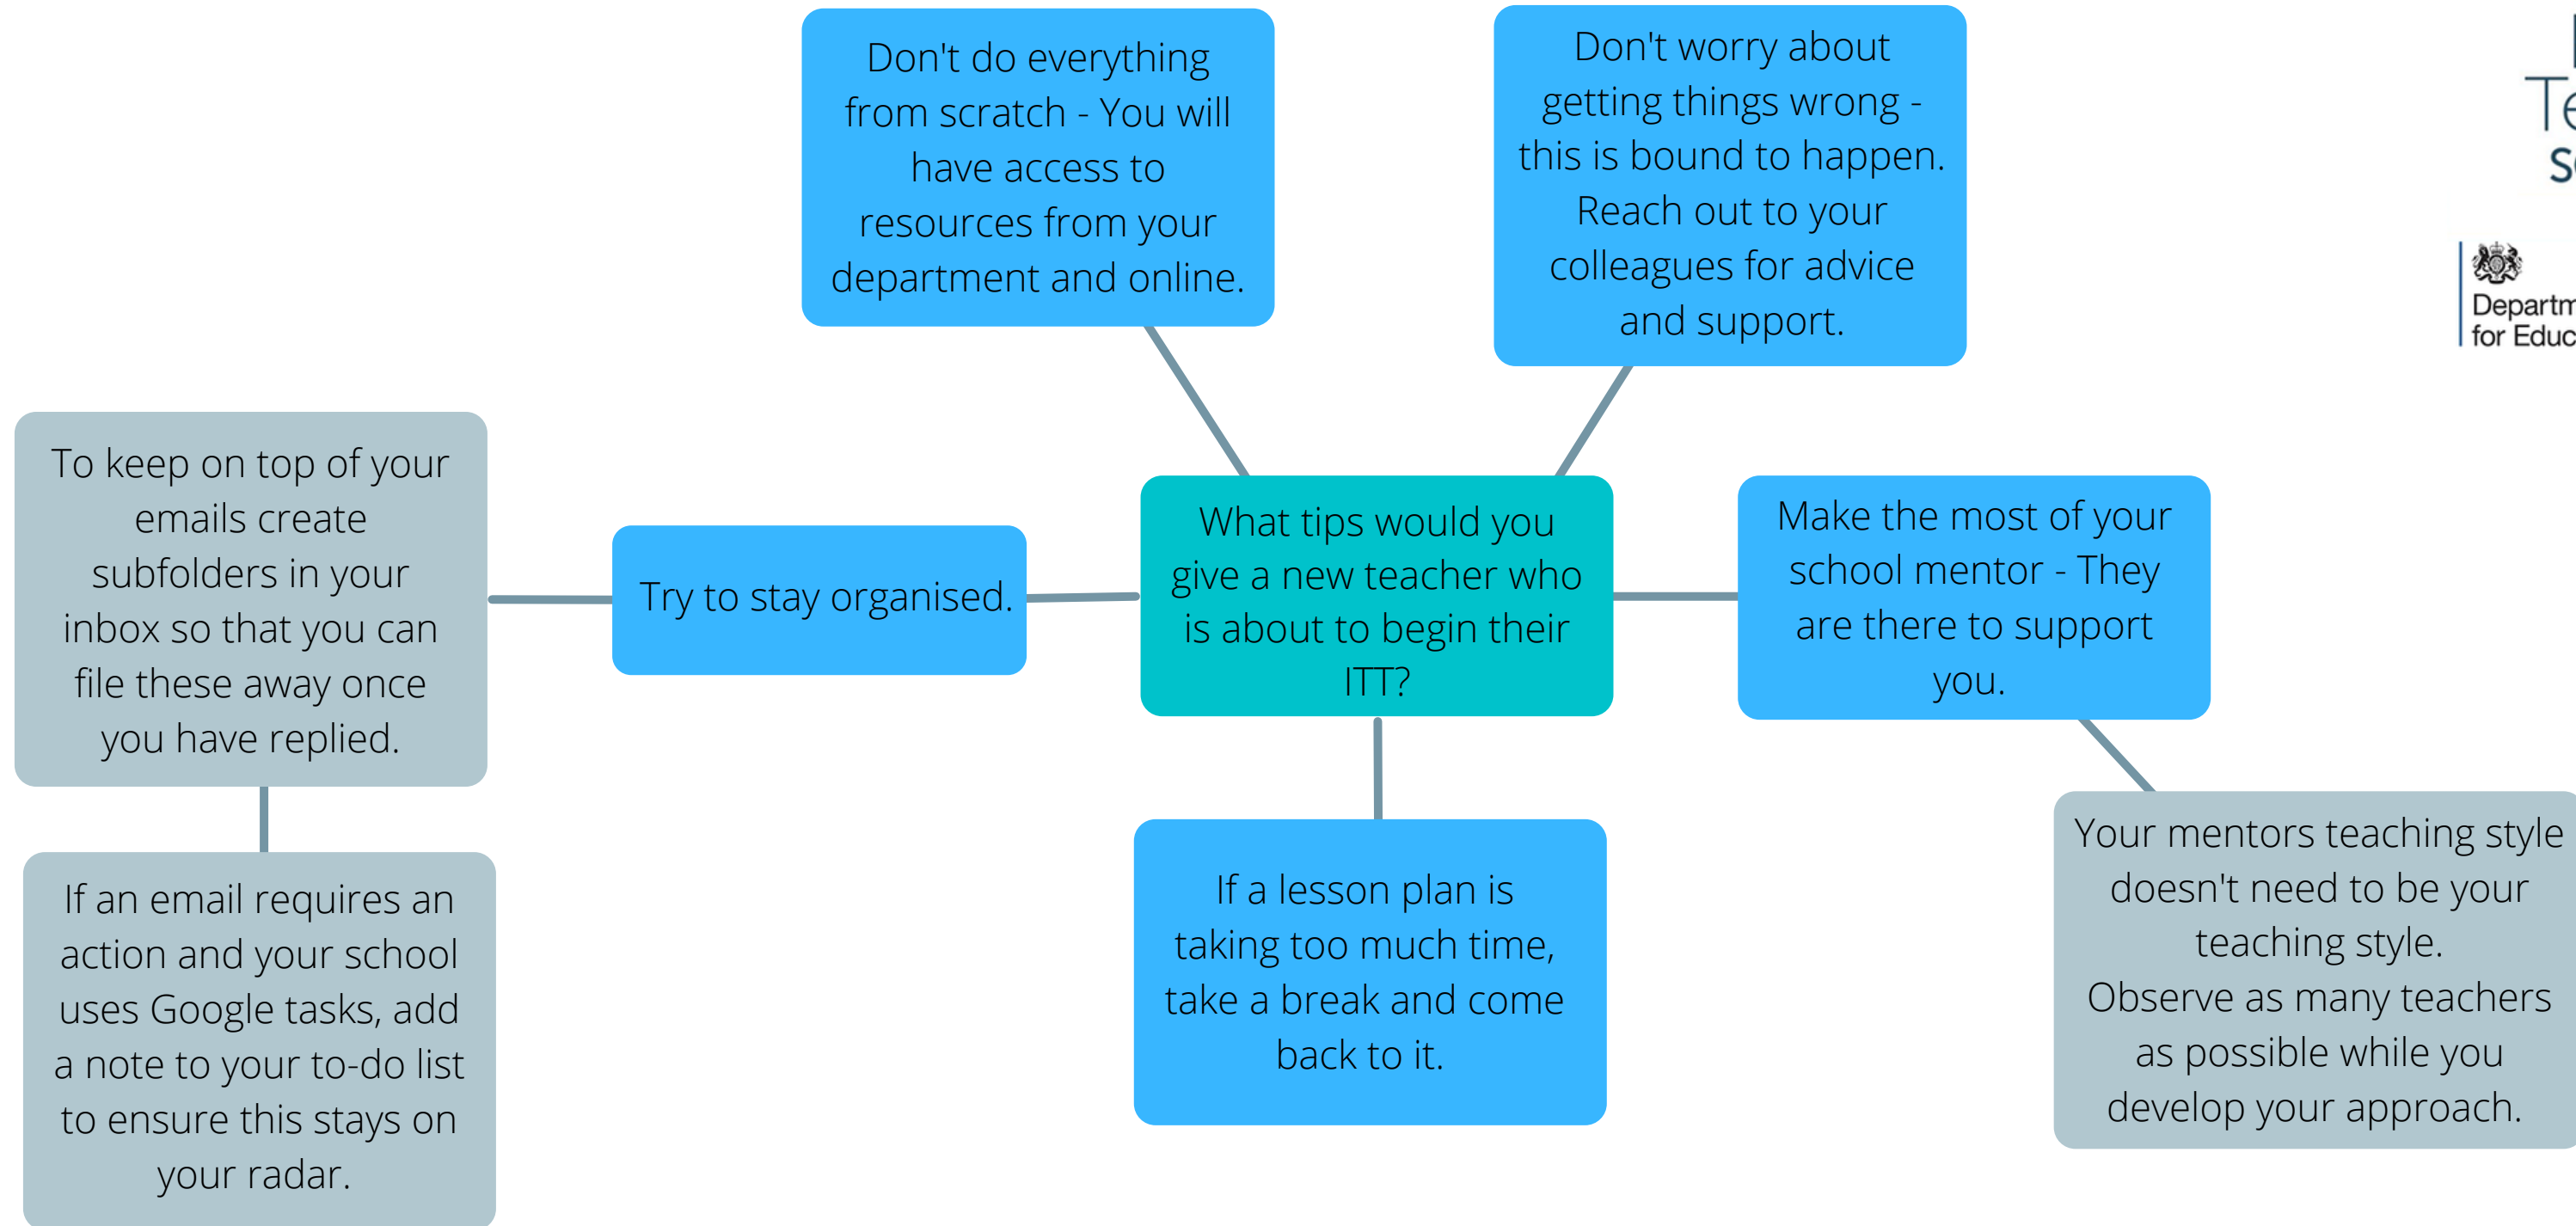 Don't do everything
from scratch - You will
have access to
resources from your
department and online.
Don't worry about
getting things wrong -
this is bound to happen.
Reach out to your
colleagues for advice
and support.
To keep on top of your
emails create
subfolders in your
inbox so that you can
file these away once
you have replied.
Try to stay organised.
What tips would you
give a new teacher who
is about to begin their
ITT?
Make the most of your
school mentor - They
are there to support
you.
If an email requires an
action and your school
uses Google tasks, add
a note to your to-do list
to ensure this stays on
your radar.
If a lesson plan is
taking too much time,
take a break and come
back to it.
Your mentors teaching style
doesn't need to be your
teaching style.
Observe as many teachers
as possible while you
develop your approach.
for